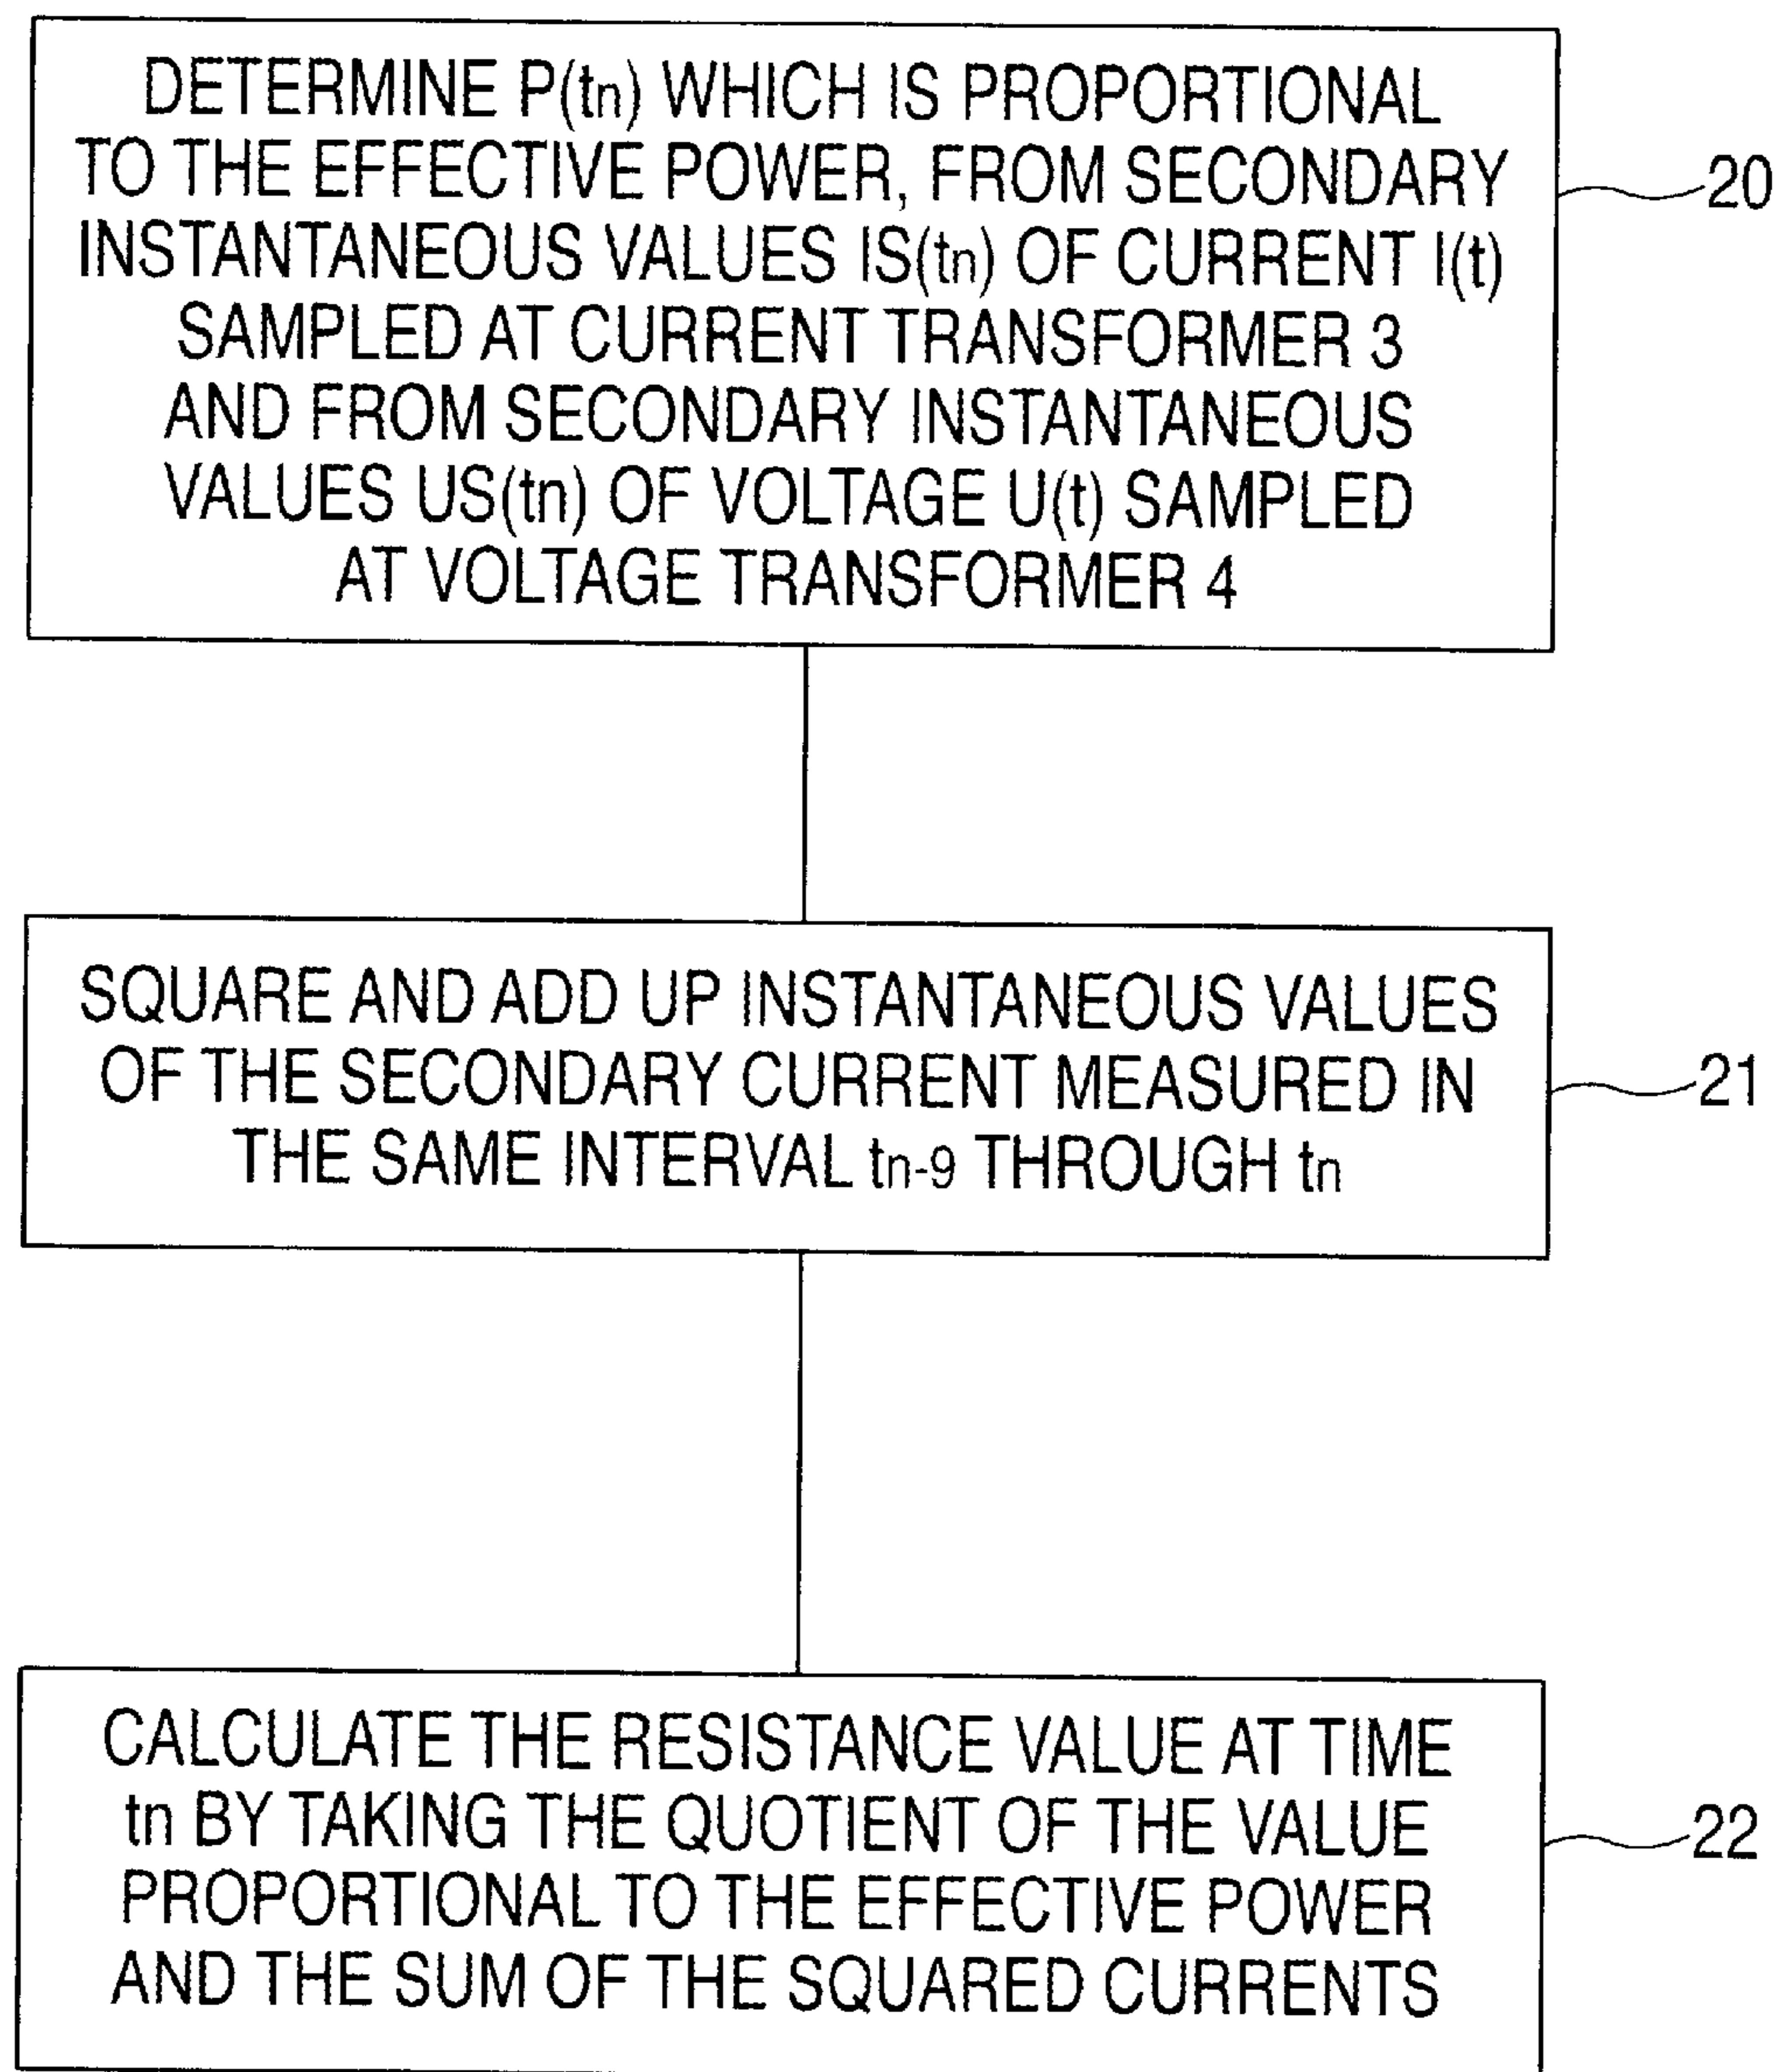 DETERMINE P(tn) WHICH IS PROPORTIONAL
TO THE EFFECTIVE POWER, FROM SECONDARY
INSTANTANEOUS VALUES IS(tn) OF CURRENT I(t)
SAMPLED AT CURRENT TRANSFORMER 3
AND FROM SECONDARY INSTANTANEOUS
VALUES US(tn) OF VOLTAGE U(t) SAMPLED
AT VOLTAGE TRANSFORMER 4
20
SQUARE AND ADD UP INSTANTANEOUS VALUES
OF THE SECONDARY CURRENT MEASURED IN
THE SAME INTERVAL tn-9 THROUGH tn
21
CALCULATE THE RESISTANCE VALUE AT TIME
tn BY TAKING THE QUOTIENT OF THE VALUE
PROPORTIONAL TO THE EFFECTIVE POWER
AND THE SUM OF THE SQUARED CURRENTS
22